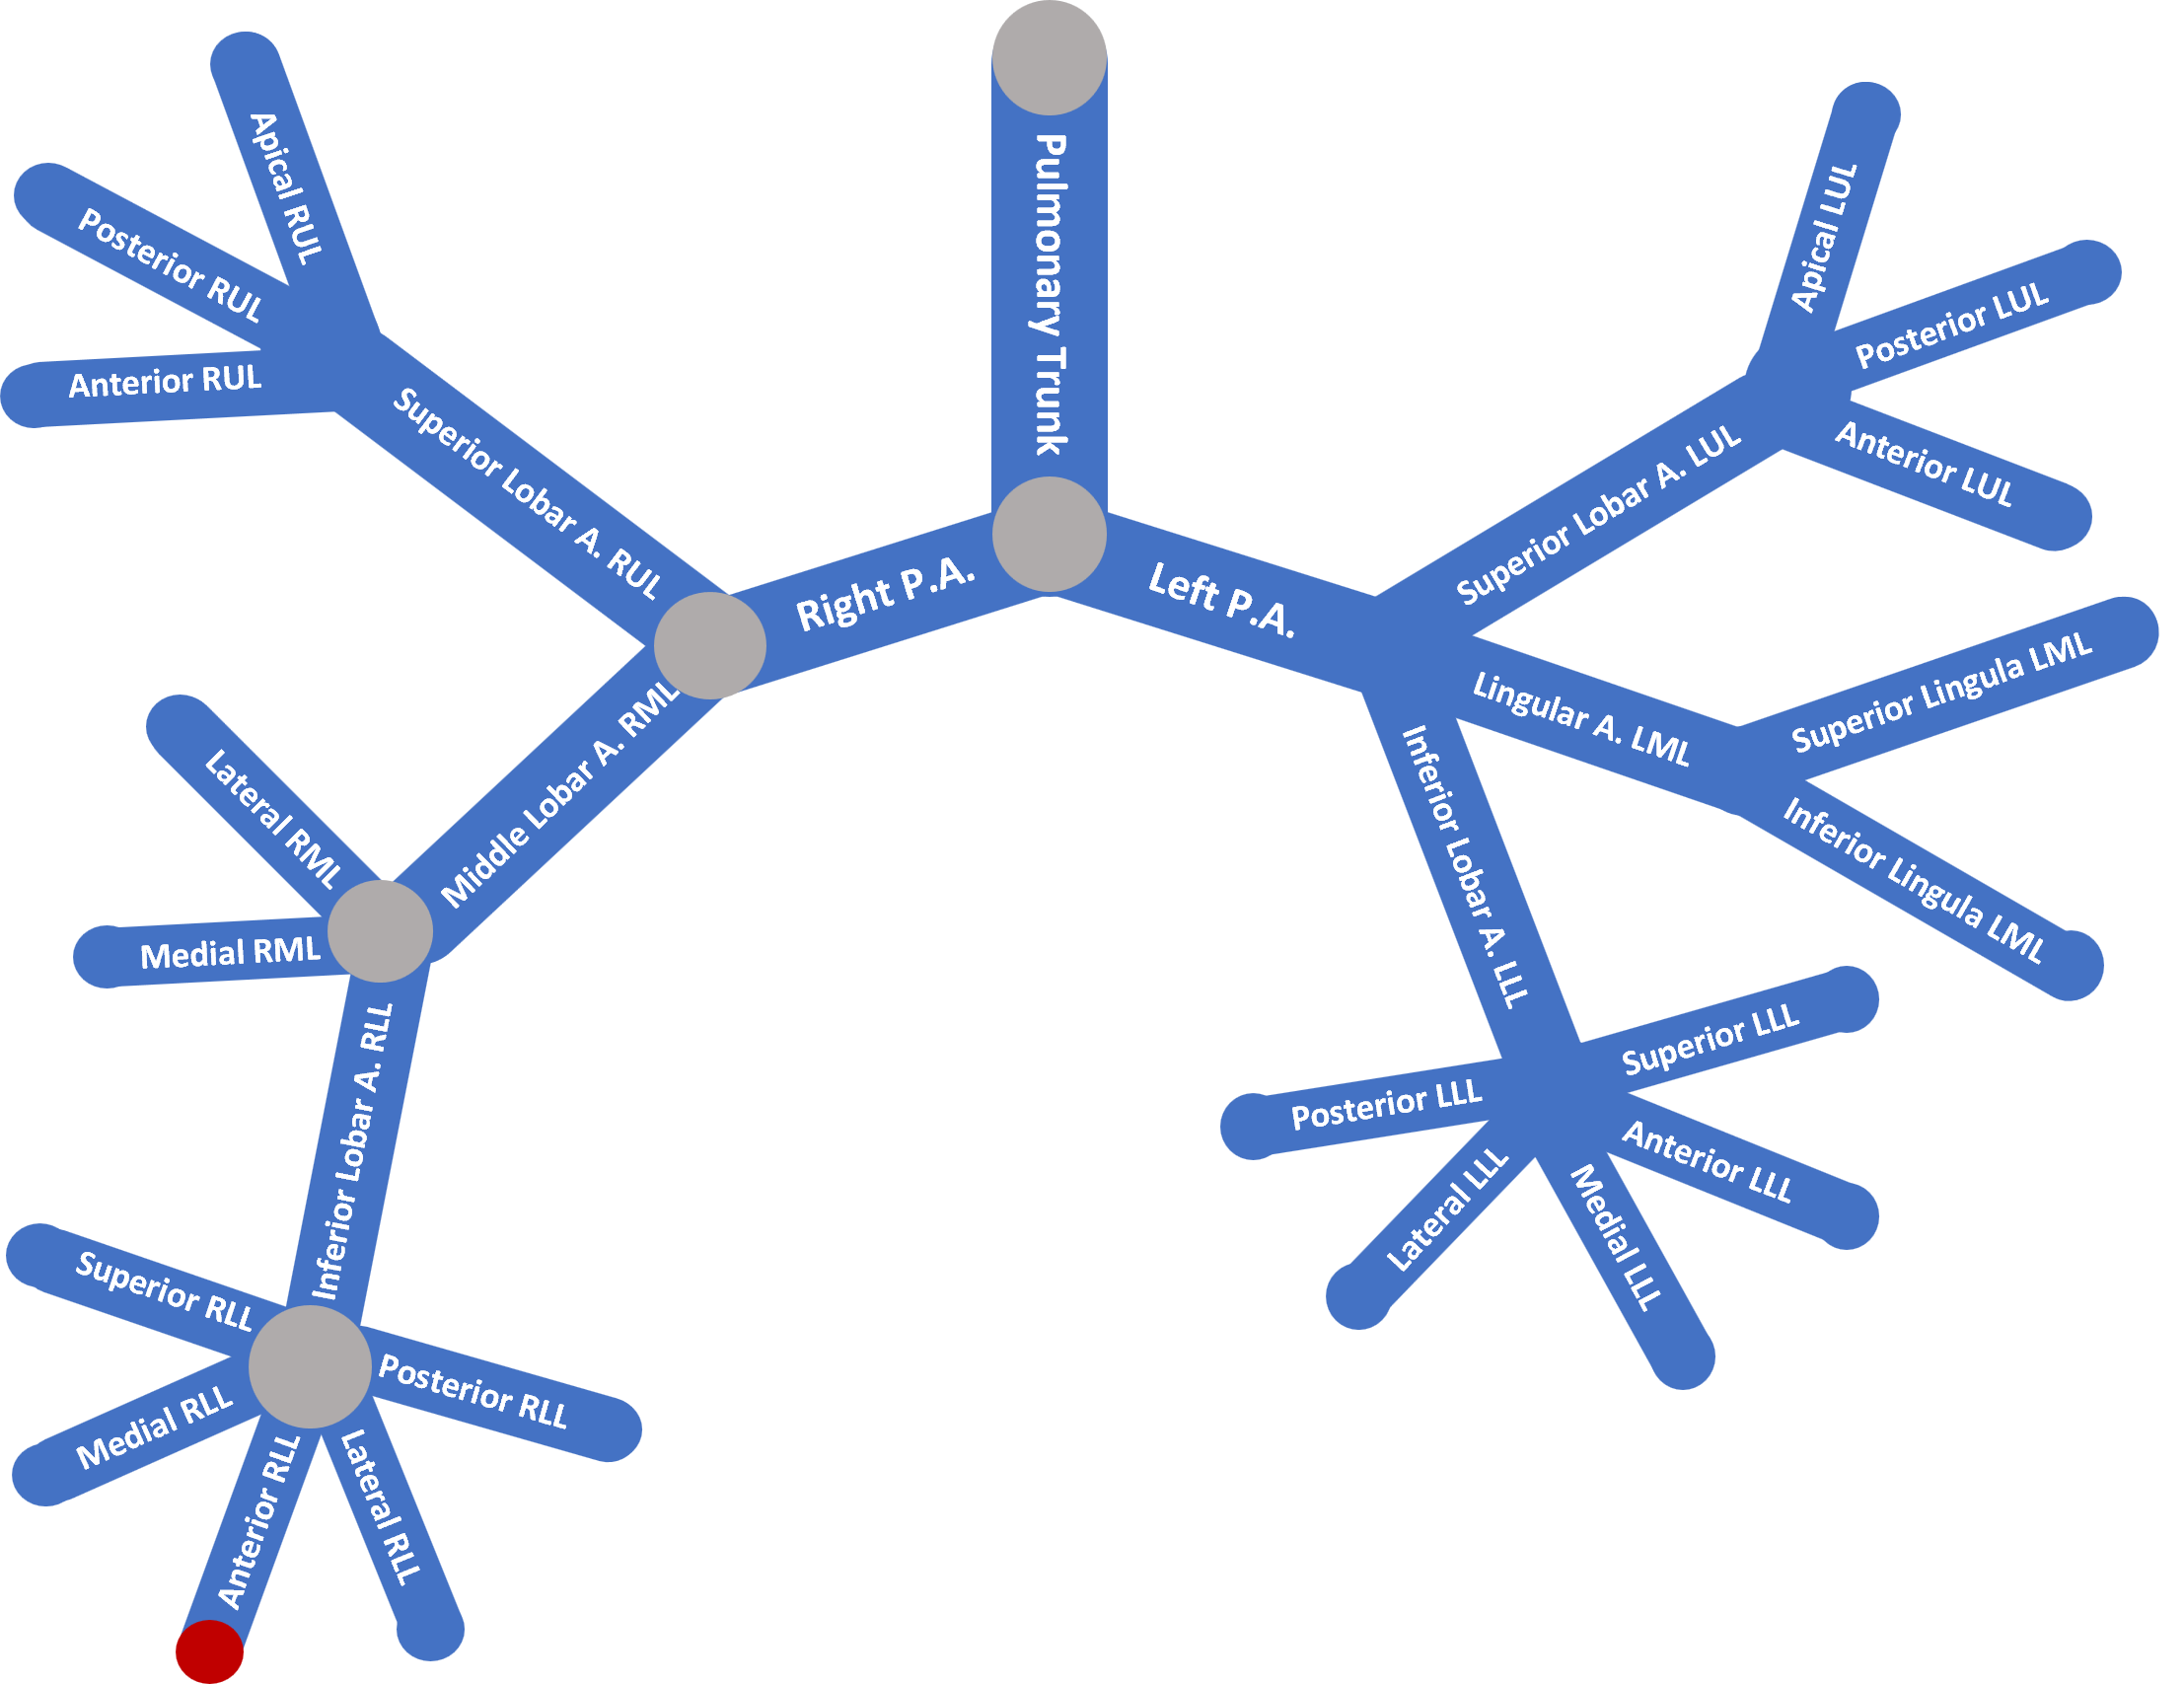 Pulmonary Trunk
Right P.A.
Left P.A.
Superior Lobar A. RUL
Apical RUL
Posterior RUL
Anterior RUL
Middle Lobar A. RML
Lateral RML
Medial RML
Inferior Lobar A. RLL
Superior RLL
Medial RLL
Anterior RLL
Lateral RLL
Posterior RLL
Superior Lobar A. LUL
Apical LUL
Posterior LUL
Anterior LUL
Lingular A. LML
Superior Lingula LML
Inferior Lingula LML
Inferior Lobar A. LLL
Superior LLL
Anterior LLL
Medial LLL
Lateral LLL
Posterior LLL